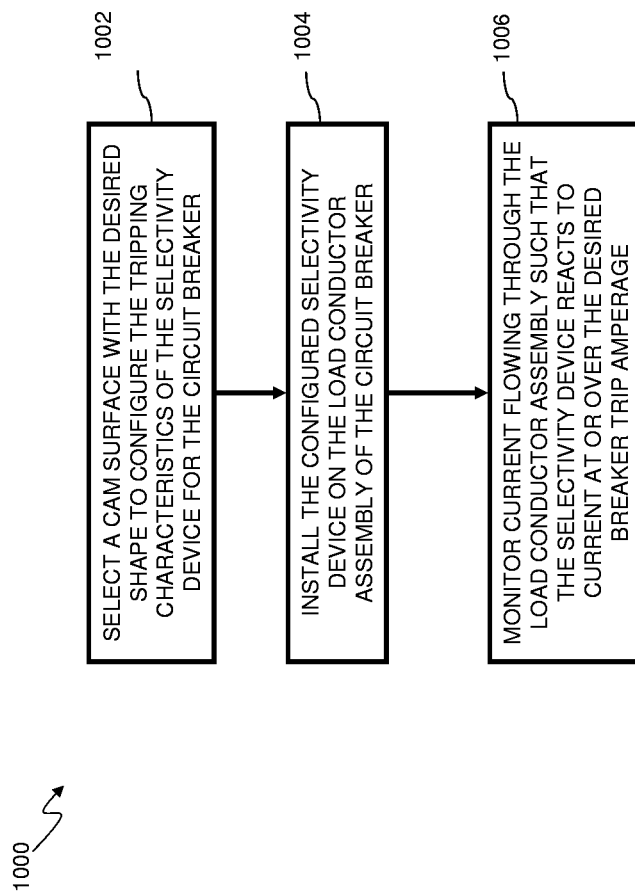 1000
1002
SELECT A CAM SURFACE WITH THE DESIRED
SHAPE TO CONFIGURE THE TRIPPING
CHARACTERISTICS OF THE SELECTIVITY
DEVICE FOR THE CIRCUIT BREAKER
1004
INSTALL THE CONFIGURED SELECTIVITY
DEVICE ON THE LOAD CONDUCTOR
ASSEMBLY OF THE CIRCUIT BREAKER
1006
MONITOR CURRENT FLOWING THROUGH THE
LOAD CONDUCTOR ASSEMBLY SUCH THAT
THE SELECTIVITY DEVICE REACTS TO
CURRENT AT OR OVER THE DESIRED
BREAKER TRIP AMPERAGE